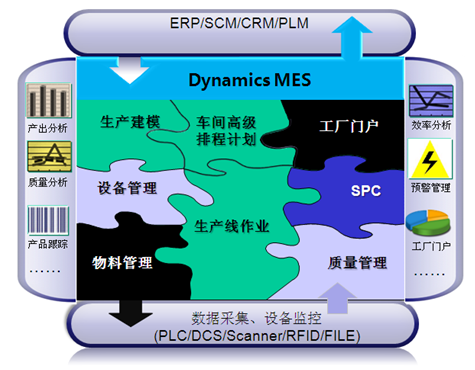 ERP/SCM/CRM/PLM
Dynamics MES
生产建模
车间高级
排程计划
工厂门户
设备管理
SPC
生产线作业
物料管理
质量管理
产出分析
质量分析
产品跟踪
......
效率分析
预警管理
工厂门户
......
数据采集、设备监控
(PLC/DCS/Scanner/RFID/FILE)